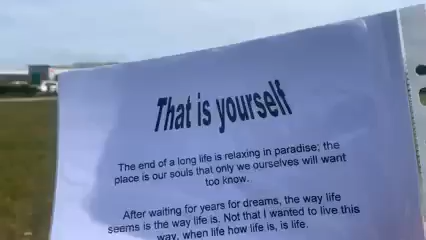 That is yourself
The end of a long life is relaxing in paradise; the
place is our souls that only we ourselves will want
too know.
After waiting for years for dreams, the way life
seems is the way life is. Not that I wanted to live this
way, when life how life is, is life.